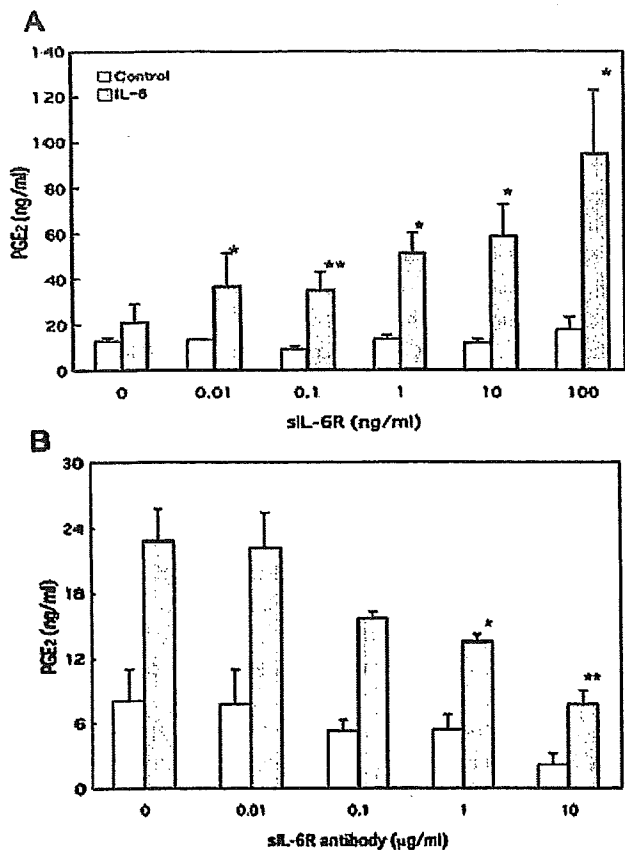 A
140
120
100
80
60
40
20
0
PGE2 (ng/ml)
Control
IL-6
*
**
*
*
*
0 0.01 0.1 1 10 100
sIL-6R (ng/ml)
B
30
24
18
12
6
0
PGE2 (ng/ml)
*
**
0 0.01 0.1 1 10
sIL-6R antibody (μg/ml)